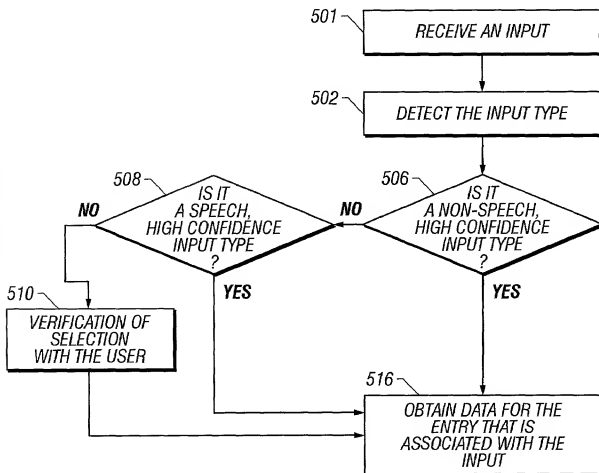 501
RECEIVE AN INPUT
502
DETECT THE INPUT TYPE
508
IS IT
A SPEECH,
HIGH CONFIDENCE
INPUT TYPE
?
506
IS IT
A NON-SPEECH,
HIGH CONFIDENCE
INPUT TYPE
?
NO
NO
YES
YES
510
VERIFICATION OF
SELECTION
WITH THE USER
516
OBTAIN DATA FOR THE
ENTRY THAT IS
ASSOCIATED WITH THE
INPUT